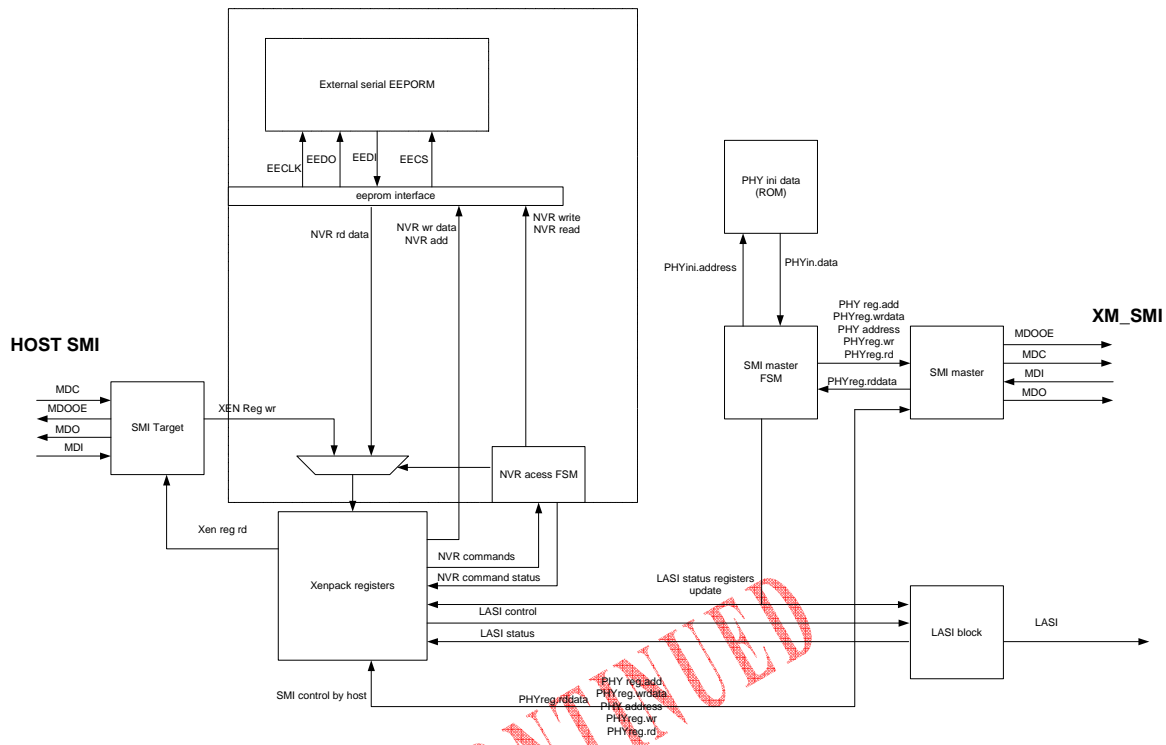 External serial EEPORM
EECLK
EEDO
EEDI
EECS
eeprom interface
NVR rd data
NVR wr data
NVR add
NVR write
NVR read
PHY ini data
(ROM)
PHYini.address
PHYin.data
HOST SMI
MDC
MDOOE
MDO
MDI
SMI Target
XEN Reg wr
Xen reg rd
NVR acess FSM
SMI master
FSM
PHY reg.add
PHYreg.wrdata
PHY address
PHYreg.wr
PHYreg.rd
PHYreg.rddata
SMI master
XM_SMI
MDOOE
MDC
MDI
MDO
Xenpack registers
NVR commands
NVR command status
LASI status registers
update
LASI control
LASI status
LASI block
LASI
SMI control by host
PHYreg.rddata
PHY reg.add
PHYreg.wrdata
PHY address
PHYreg.wr
PHYreg.rd
ONTINUED